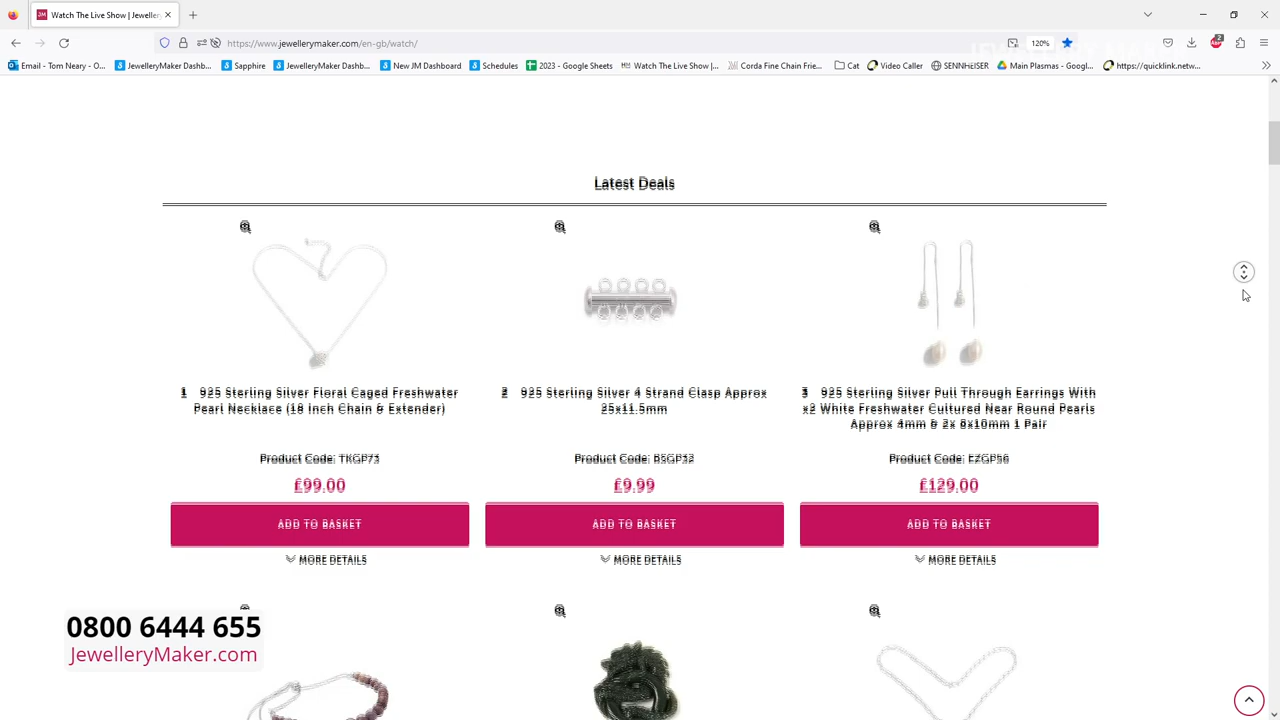 Watch The Live Show | Jeweller
https://www.jewellerymaker.com/en-gb/watch/
120%
2
Email - Tom Neary - O...
JewelleryMaker Dashb...
Sapphire
JewelleryMaker Dashb...
New JM Dashboard
Schedules
2023 - Google Sheets
Watch The Live Show |...
Corda Fine Chain Frie...
Cat
Video Caller
SENNHEISER
Main Plasmas - Googl...
https://quicklink.netw...
Latest Deals
1 925 Sterling Silver Floral Caged Freshwater
Pearl Necklace (18 Inch Chain & Extender)
Product Code: TKGP73
£99.00
ADD TO BASKET
MORE DETAILS
2 925 Sterling Silver 4 Strand Clasp Approx
25x11.5mm
Product Code: BSGP32
£9.99
ADD TO BASKET
MORE DETAILS
3 925 Sterling Silver Pull Through Earrings With
x2 White Freshwater Cultured Near Round Pearls
Approx 4mm & 2x 8x10mm 1 Pair
Product Code: EZGP56
£129.00
ADD TO BASKET
MORE DETAILS
0800 6444 655
JewelleryMaker.com